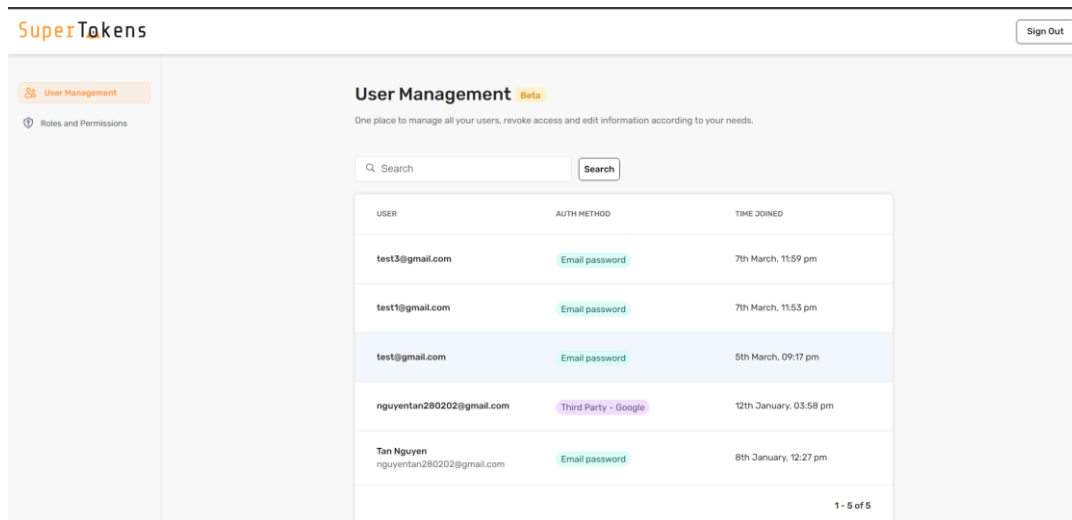 SuperTokens
Sign Out
User Management
Roles and Permissions
User Management Beta
One place to manage all your users, revoke access and edit information according to your needs.
Search
Search
USER AUTH METHOD TIME JOINED
test3@gmail.com Email password 7th March, 11:59 pm
test1@gmail.com Email password 7th March, 11:53 pm
test@gmail.com Email password 5th March, 09:17 pm
nguyentan280202@gmail.com Third Party - Google 12th January, 03:58 pm
Tan Nguyen
nguyentan280202@gmail.com Email password 8th January, 12:27 pm
1 - 5 of 5